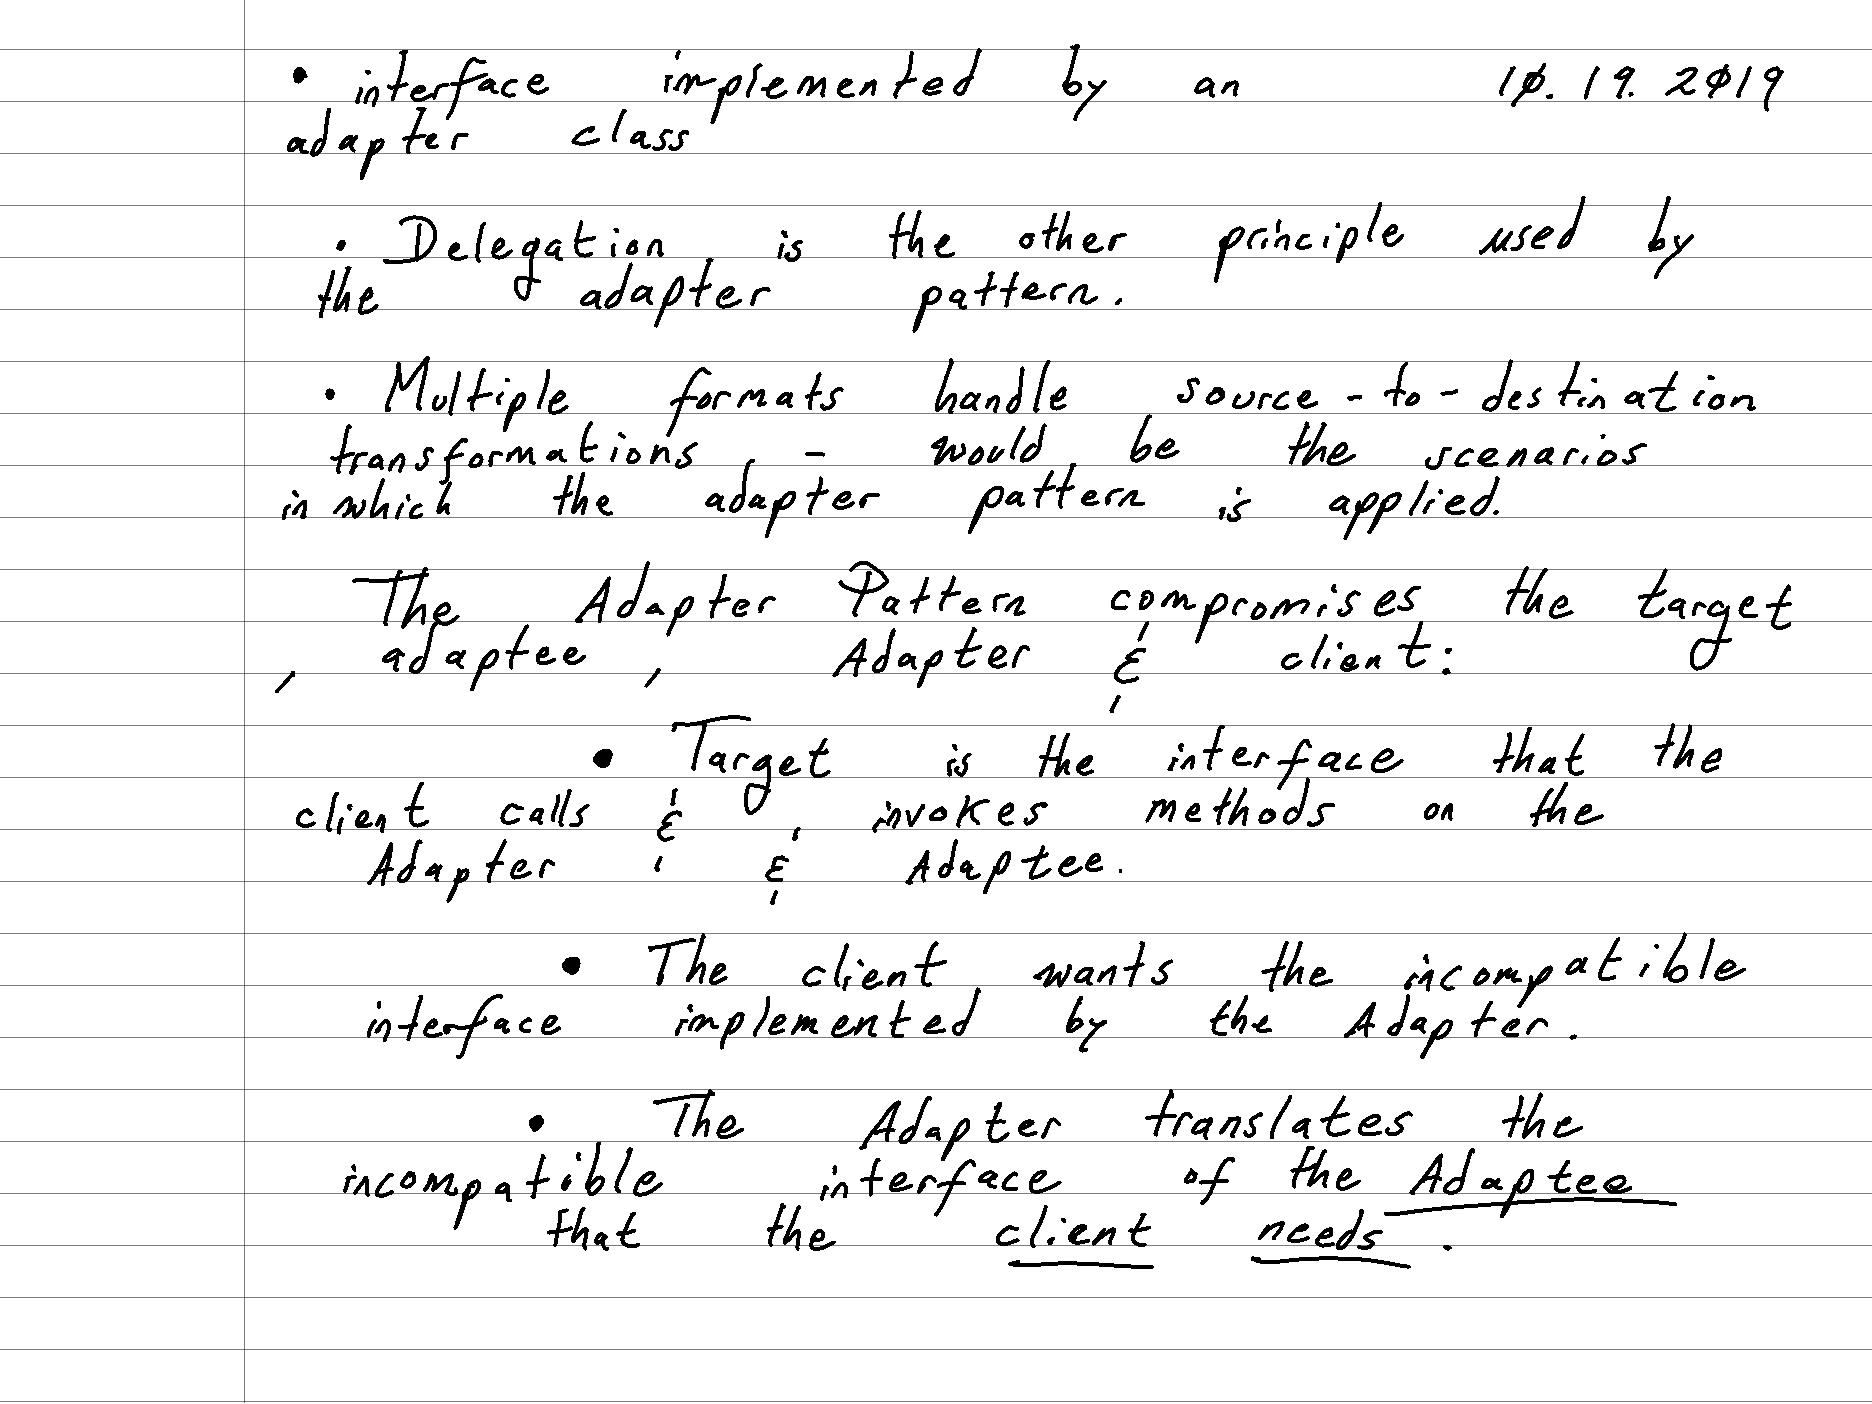 • interface implemented by an 10. 19. 2019
adapter class
• Delegation is the other principle used by
the adapter pattern.
• Multiple formats handle source-to-destination
transformations, - would be the scenarios
in which the adapter pattern is applied.
The Adapter Pattern compromises the target
, adaptee, Adapter & client:
• Target is the interface that the
client calls & invokes methods on the
Adapter & Adaptee.
• The client wants the incompatible
interface implemented by the Adapter.
• The Adapter translates the
incompatible interface of the Adaptee
that the client needs.